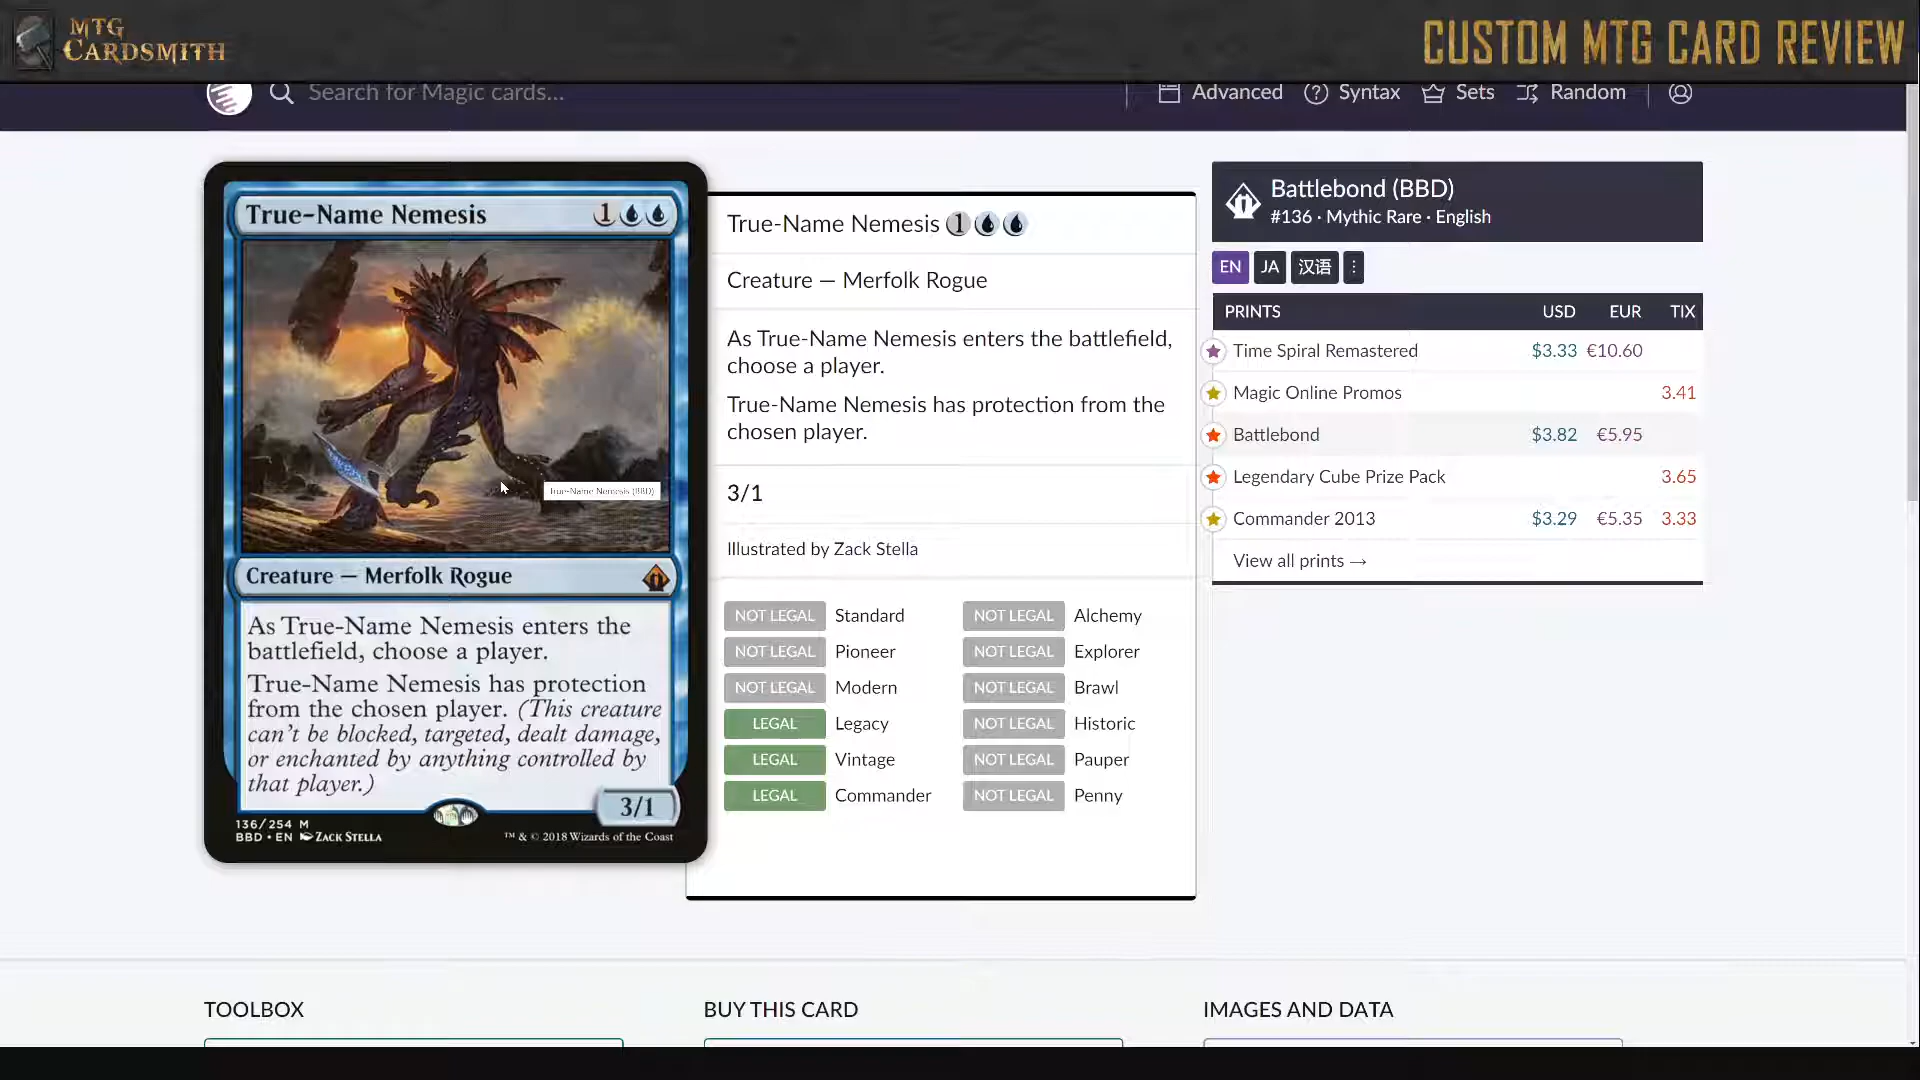 MTG
CARDSMITH
CUSTOM MTG CARD REVIEW
Search for Magic cards...
Advanced
Syntax
Sets
Random
True-Name Nemesis 1
Creature — Merfolk Rogue
As True-Name Nemesis enters the
battlefield, choose a player.
True-Name Nemesis has protection
from the chosen player. (This creature
can't be blocked, targeted, dealt damage,
or enchanted by anything controlled by
that player.)
3/1
136/254 M
BBD • EN ZACK STELLA
™ & © 2018 Wizards of the Coast
True-Name Nemesis (BBD)
True-Name Nemesis 1
Creature — Merfolk Rogue
As True-Name Nemesis enters the battlefield,
choose a player.
True-Name Nemesis has protection from the
chosen player.
3/1
Illustrated by Zack Stella
NOT LEGAL Standard NOT LEGAL Alchemy
NOT LEGAL Pioneer NOT LEGAL Explorer
NOT LEGAL Modern NOT LEGAL Brawl
LEGAL Legacy NOT LEGAL Historic
LEGAL Vintage NOT LEGAL Pauper
LEGAL Commander NOT LEGAL Penny
Battlebond (BBD)
#136 · Mythic Rare · English
EN JA 汉语
PRINTS USD EUR TIX
Time Spiral Remastered $3.33 €10.60
Magic Online Promos 3.41
Battlebond $3.82 €5.95
Legendary Cube Prize Pack 3.65
Commander 2013 $3.29 €5.35 3.33
View all prints →
TOOLBOX
BUY THIS CARD
IMAGES AND DATA